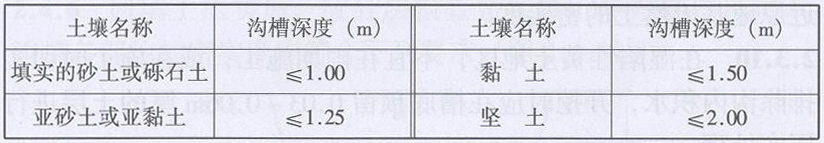 土壤名称 沟槽深度（m） 土壤名称 沟槽深度（m）
填实的砂土或砾石土 ≤1.00 黏 土 ≤1.50
亚砂土或亚黏土 ≤1.25 坚 土 ≤2.00